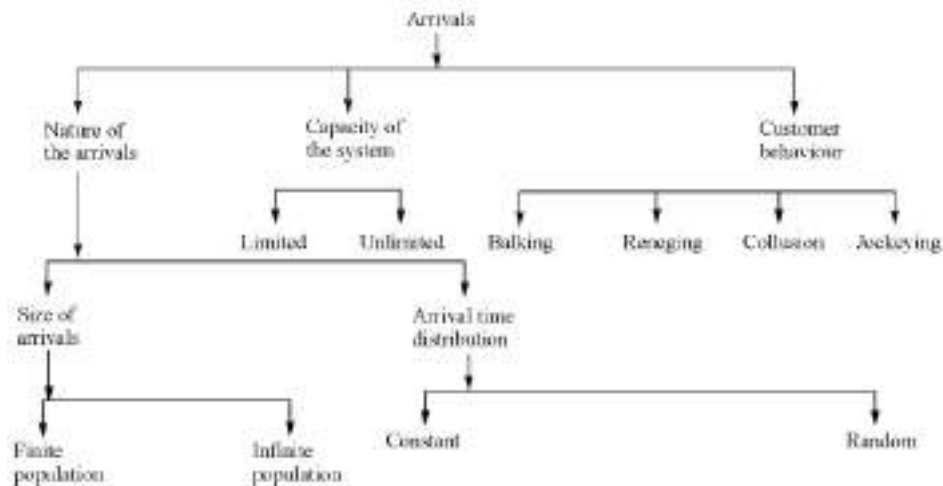 Arrivals
Nature of
the arrivals
Capacity of
the system
Customer
behaviour
Limited
Unlimited
Balking
Reneging
Collusion
Jockeying
Size of
arrivals
Arrival time
distribution
Finite
population
Infinite
population
Constant
Random